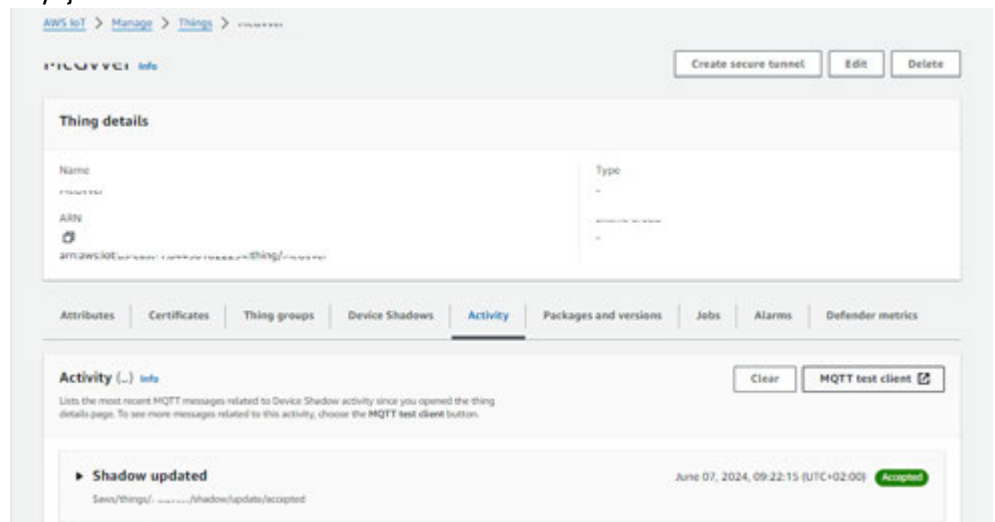 AWS IoT > Manage > Things >
Info
Create secure tunnel
Edit
Delete
Thing details
Name
Type
-
ARN
-
arn:aws:iot: thing/
Attributes
Certificates
Thing groups
Device Shadows
Activity
Packages and versions
Jobs
Alarms
Defender metrics
Activity (...) Info
Clear
MQTT test client
Lists the most recent MQTT messages related to Device Shadow activity since you opened the thing
details page. To see more messages related to this activity, choose the MQTT test client button.
Shadow updated
June 07, 2024, 09:22:15 (UTC+02:00)
Accepted
$aws/things/ /shadow/update/accepted